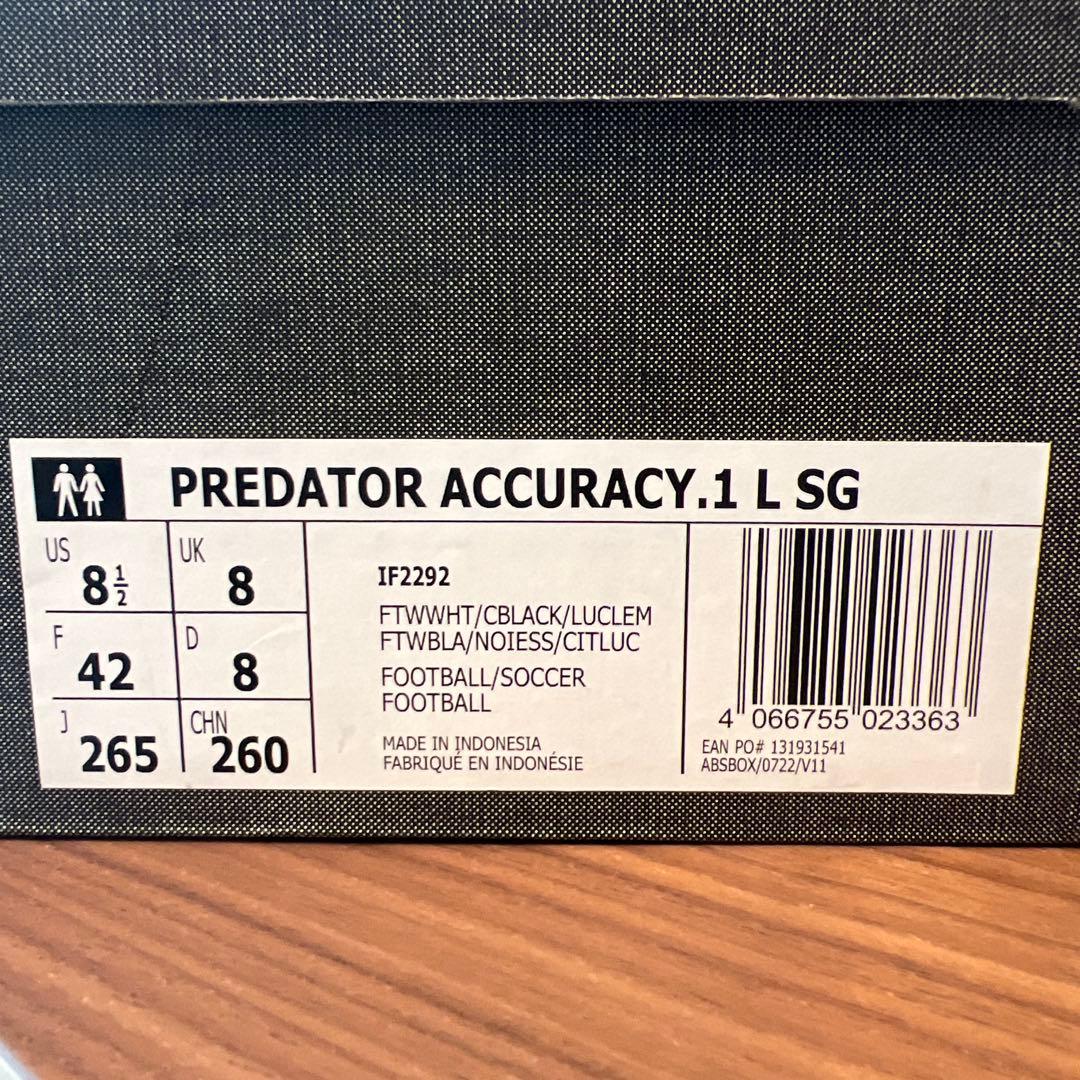 PREDATOR ACCURACY.1 L SG
US 8½ UK 8
F 42 D 8
J 265 CHN 260
IF2292
FTWWHT/CBLACK/LUCLEM
FTWBLA/NOIESS/CITLUC
FOOTBALL/SOCCER
FOOTBALL
MADE IN INDONESIA
FABRIQUÉ EN INDONÉSIE
4 066755 023363
EAN PO# 131931541
ABSBOX/0722/V11